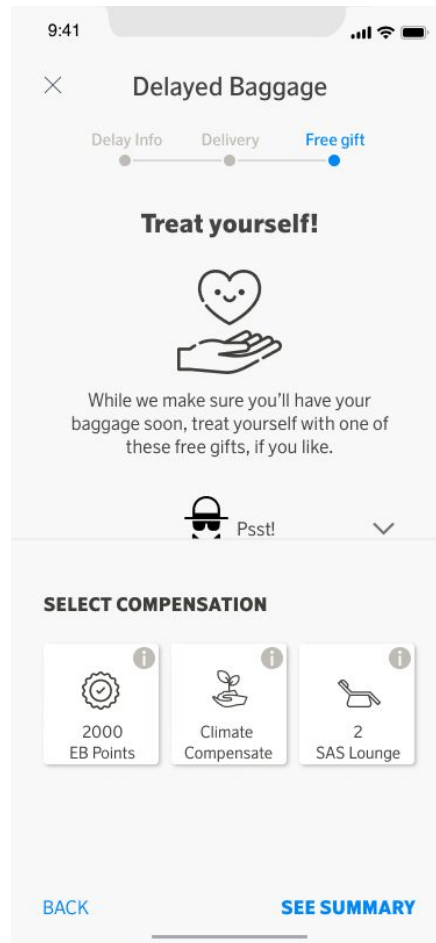 9:41
Delayed Baggage
Delay Info Delivery Free gift
Treat yourself!
While we make sure you'll have your
baggage soon, treat yourself with one of
these free gifts, if you like.
Psst!
SELECT COMPENSATION
i i i
2000 Climate 2
EB Points Compensate SAS Lounge
BACK SEE SUMMARY